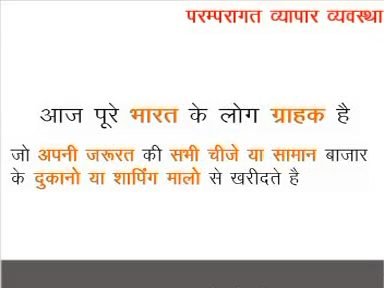 परम्परागत व्यापार व्यवस्था
आज पूरे भारत के लोग ग्राहक है
जो अपनी जरूरत की सभी चीजे या सामान बाजार
के दुकानो या शापिंग मालो से खरीदते है